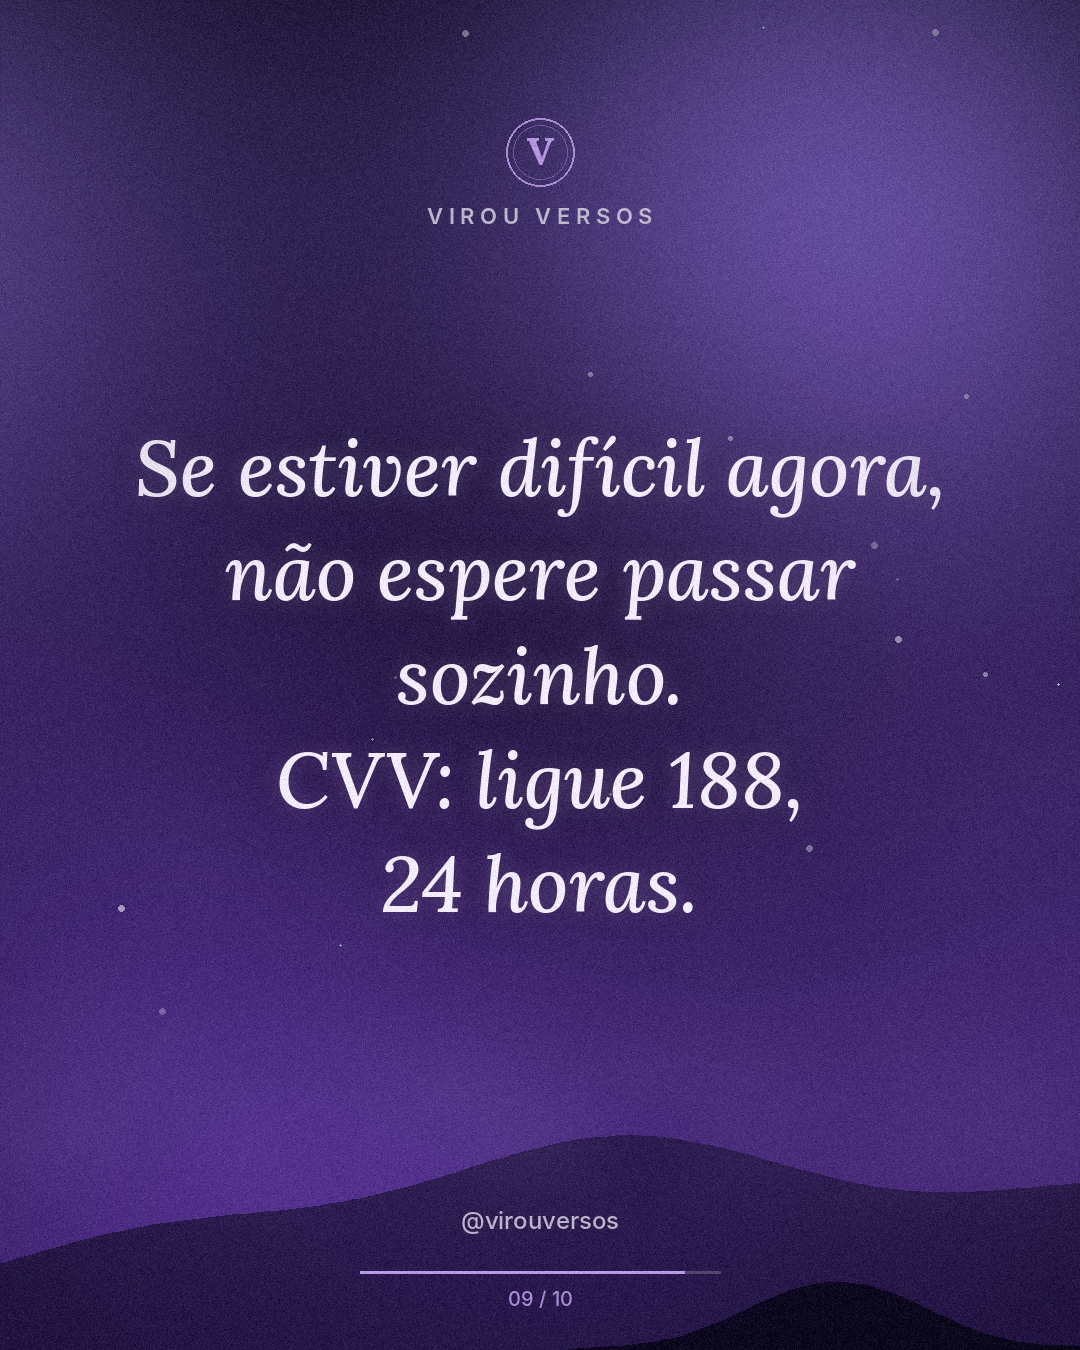 V
VIROU VERSOS
Se estiver difícil agora,
não espere passar
sozinho.
CVV: ligue 188,
24 horas.
@virouversos
09 / 10